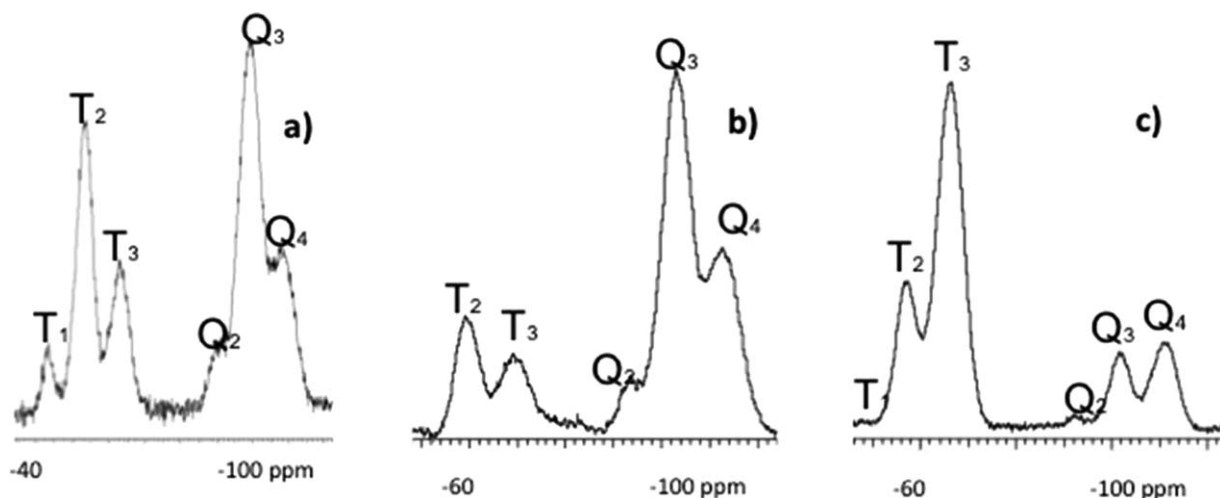 T₁
T₂
T₃
Q₂
Q₃
Q₄
a)
-40
-100 ppm
T₂
T₃
Q₂
Q₃
Q₄
b)
-60
-100 ppm
T₁
T₂
T₃
Q₂
Q₃
Q₄
c)
-60
-100 ppm